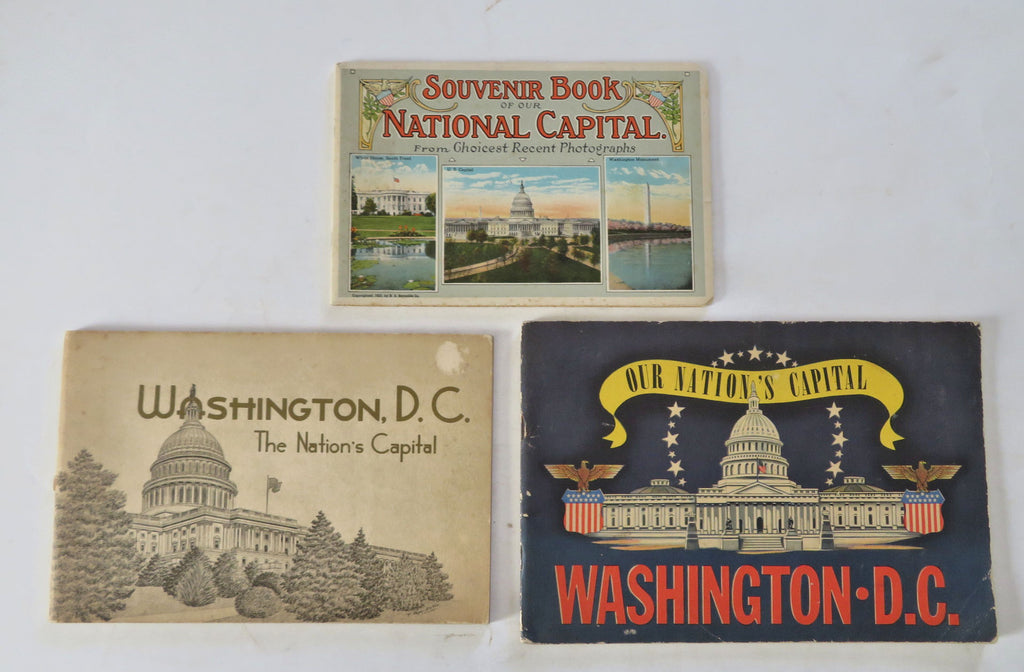 SOUVENIR BOOK
OF OUR
NATIONAL CAPITAL.
From Choicest Recent Photographs
White House, South Front
U. S. Capitol
Washington Monument
WASHINGTON, D. C.
The Nation's Capital
OUR NATION'S CAPITAL
WASHINGTON·D.C.